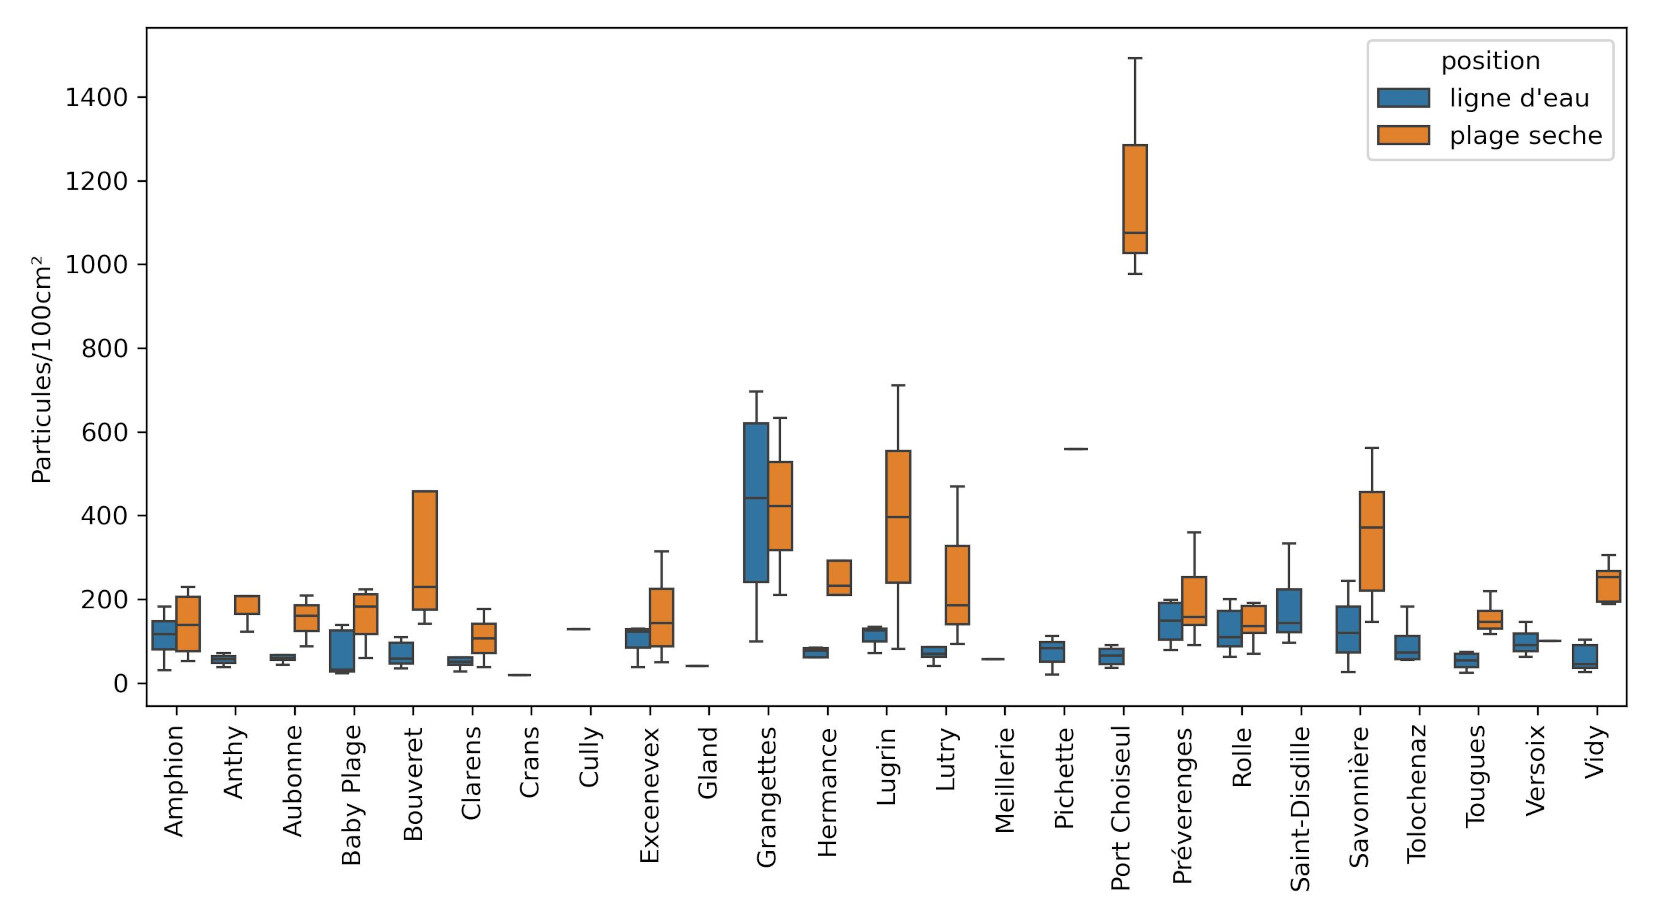 position
ligne d'eau
plage seche
Particules/100cm²
1400
1200
1000
800
600
400
200
0
Amphion
Anthy
Aubonne
Baby Plage
Bouveret
Clarens
Crans
Cully
Excenevex
Gland
Grangettes
Hermance
Lugrin
Lutry
Meillerie
Pichette
Port Choiseul
Préverenges
Rolle
Saint-Disdille
Savonnière
Tolochenaz
Tougues
Versoix
Vidy